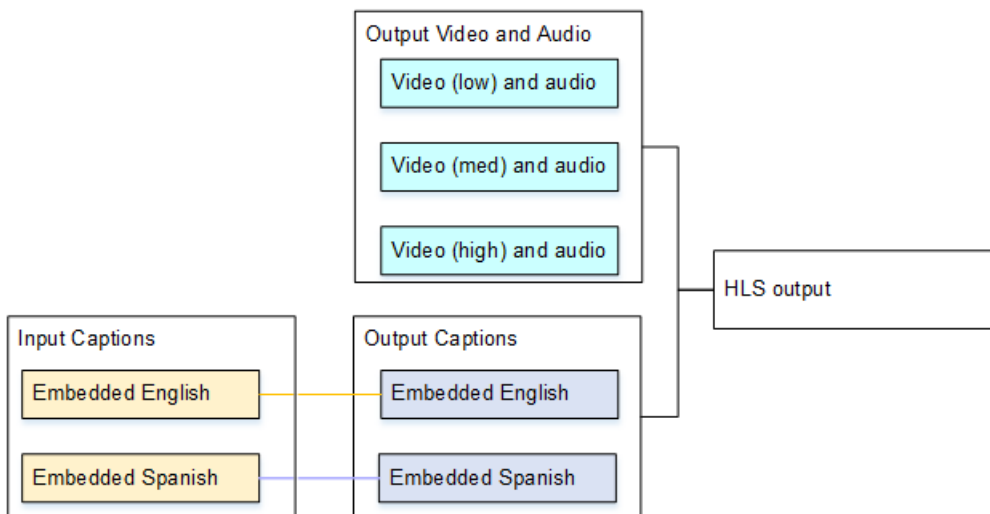 Output Video and Audio
Video (low) and audio
Video (med) and audio
Video (high) and audio
HLS output
Input Captions
Embedded English
Embedded Spanish
Output Captions
Embedded English
Embedded Spanish